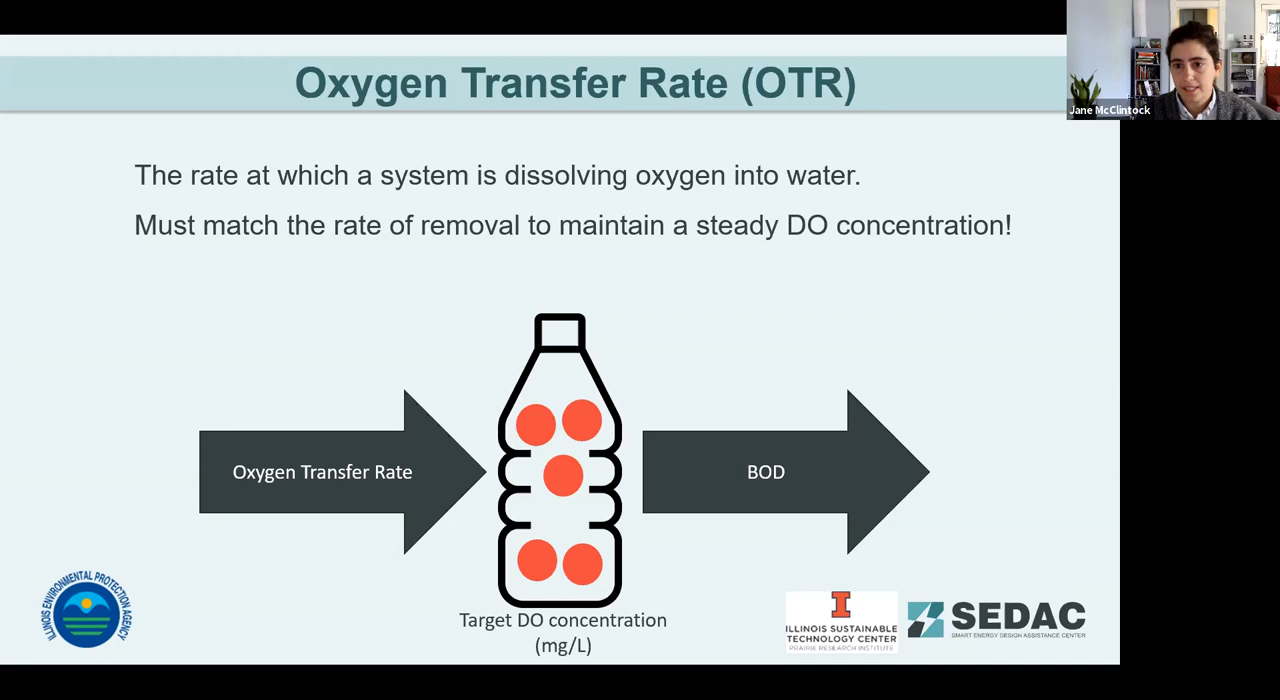 Oxygen Transfer Rate (OTR)
Jane McClintock
The rate at which a system is dissolving oxygen into water.
Must match the rate of removal to maintain a steady DO concentration!
Oxygen Transfer Rate
BOD
Target DO concentration
(mg/L)
ILLINOIS ENVIRONMENTAL PROTECTION AGENCY
I
ILLINOIS SUSTAINABLE
TECHNOLOGY CENTER
PRAIRIE RESEARCH INSTITUTE
SEDAC
SMART ENERGY DESIGN ASSISTANCE CENTER